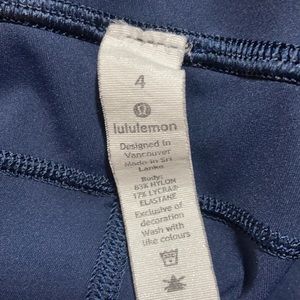 4
lululemon
Designed in
Vancouver
Made in Sri
Lanka
Body:
83% NYLON
17% LYCRA®
ELASTANE
Exclusive of
decoration
Wash with
like colours